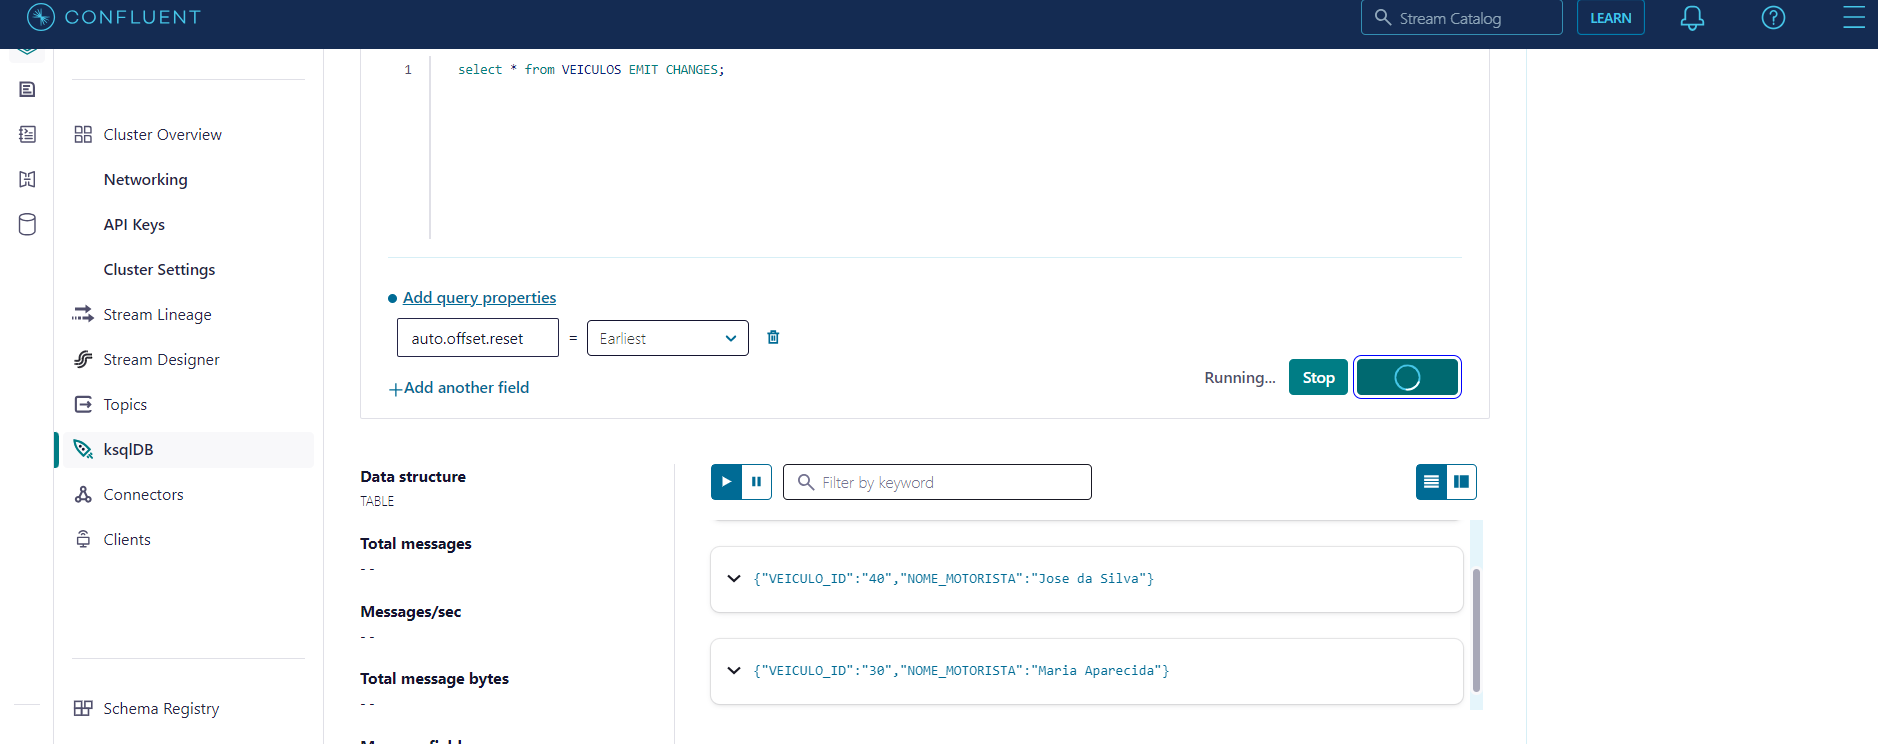 CONFLUENT
Stream Catalog
LEARN
Cluster Overview
Networking
API Keys
Cluster Settings
Stream Lineage
Stream Designer
Topics
ksqlDB
Connectors
Clients
Schema Registry
1 select * from VEICULOS EMIT CHANGES;
Add query properties
auto.offset.reset = Earliest
Add another field
Running... Stop
Data structure
TABLE
Total messages
- -
Messages/sec
- -
Total message bytes
- -
Filter by keyword
{"VEICULO_ID":"40","NOME_MOTORISTA":"Jose da Silva"}
{"VEICULO_ID":"30","NOME_MOTORISTA":"Maria Aparecida"}